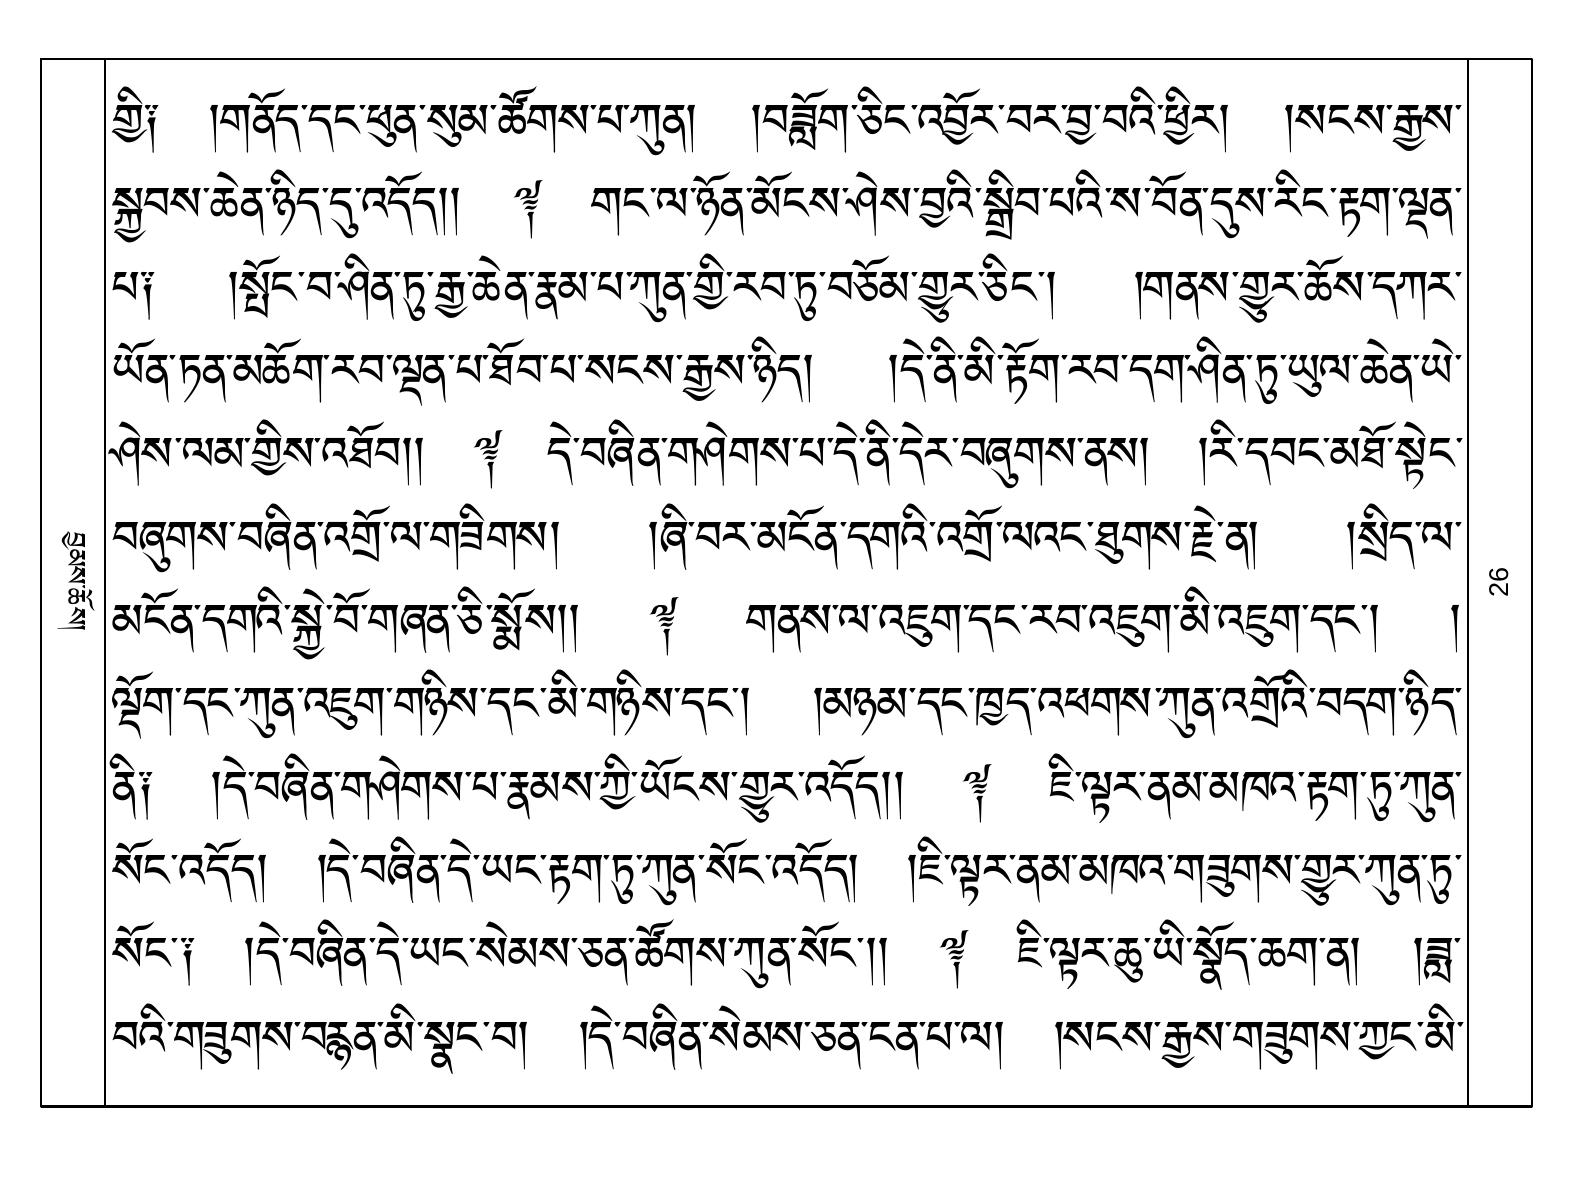 གྱི༑ །གནོད་དང་ཕུན་སུམ་ཚོགས་པ་ཀུན། །བཟློག་ཅིང་འབྱོར་བར་བྱ་བའི་ཕྱིར། །སངས་རྒྱས་
སྐྱབས་ཆེན་ཉིད་དུ་འདོད།། ༈ གང་ལ་ཉོན་མོངས་ཤེས་བྱའི་སྒྲིབ་པའི་ས་བོན་དུས་རིང་རྟག་ལྡན་
པ༑ །སྤོང་བ་ཤིན་ཏུ་རྒྱ་ཆེན་རྣམ་པ་ཀུན་གྱི་རབ་ཏུ་བཅོམ་གྱུར་ཅིང་། །གནས་གྱུར་ཆོས་དཀར་
ཡོན་ཏན་མཆོག་རབ་ལྡན་པ་ཐོབ་པ་སངས་རྒྱས་ཉིད། །དེ་ནི་མི་རྟོག་རབ་དག་ཤིན་ཏུ་ཡུལ་ཆེན་ཡེ་
ཤེས་ལམ་གྱིས་འཐོབ།། ༈ དེ་བཞིན་གཤེགས་པ་དེ་ནི་དེར་བཞུགས་ནས། །རི་དབང་མཐོ་སྟེང་
བཞུགས་བཞིན་འགྲོ་ལ་གཟིགས། །ཞི་བར་མངོན་དགའི་འགྲོ་ལའང་ཐུགས་རྗེ་ན། །སྲིད་ལ་
མངོན་དགའི་སྐྱེ་བོ་གཞན་ཅི་སྨོས།། ༈ གནས་ལ་འཇུག་དང་རབ་འཇུག་མི་འཇུག་དང་། །
ལྡོག་དང་ཀུན་འཇུག་གཉིས་དང་མི་གཉིས་དང་། །མཉམ་དང་ཁྱད་འཕགས་ཀུན་འགྲོའི་བདག་ཉིད་
ནི༑ །དེ་བཞིན་གཤེགས་པ་རྣམས་ཀྱི་ཡོངས་གྱུར་འདོད།། ༈ ཇི་ལྟར་ནམ་མཁའ་རྟག་ཏུ་ཀུན་
སོང་འདོད། །དེ་བཞིན་དེ་ཡང་རྟག་ཏུ་ཀུན་སོང་འདོད། །ཇི་ལྟར་ནམ་མཁའ་གཟུགས་གྱུར་ཀུན་ཏུ་
སོང་༑ །དེ་བཞིན་དེ་ཡང་སེམས་ཅན་ཚོགས་ཀུན་སོང་།། ༈ ཇི་ལྟར་ཆུ་ཡི་སྣོད་ཆག་ན། །ཟླ་
བའི་གཟུགས་བརྙན་མི་སྣང་བ། །དེ་བཞིན་སེམས་ཅན་ངན་པ་ལ། །སངས་རྒྱས་གཟུགས་ཀྱང་མི་
བྱམས་ཆོས།
26